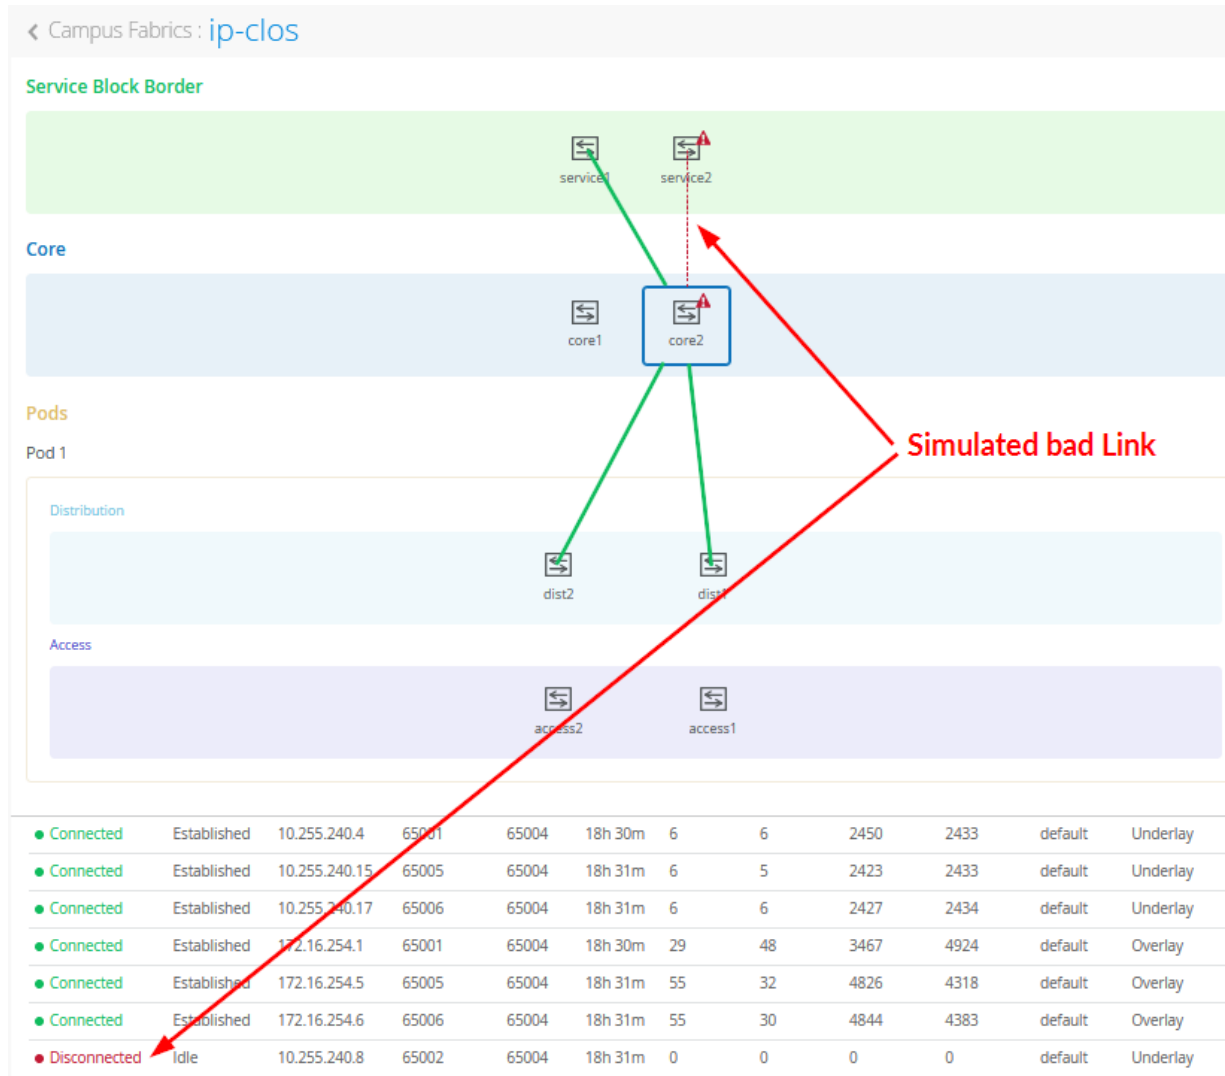 Campus Fabrics : ip-clos
Service Block Border
service1 service2
Core
core1 core2
Simulated bad Link
Pods
Pod 1
Distribution
dist2 dist1
Access
access2 access1
Connected Established 10.255.240.4 65001 65004 18h 30m 6 6 2450 2433 default Underlay
Connected Established 10.255.240.15 65005 65004 18h 31m 6 5 2423 2433 default Underlay
Connected Established 10.255.240.17 65006 65004 18h 31m 6 6 2427 2434 default Underlay
Connected Established 172.16.254.1 65001 65004 18h 30m 29 48 3467 4924 default Overlay
Connected Established 172.16.254.5 65005 65004 18h 31m 55 32 4826 4318 default Overlay
Connected Established 172.16.254.6 65006 65004 18h 31m 55 30 4844 4383 default Overlay
Disconnected Idle 10.255.240.8 65002 65004 18h 31m 0 0 0 0 default Underlay